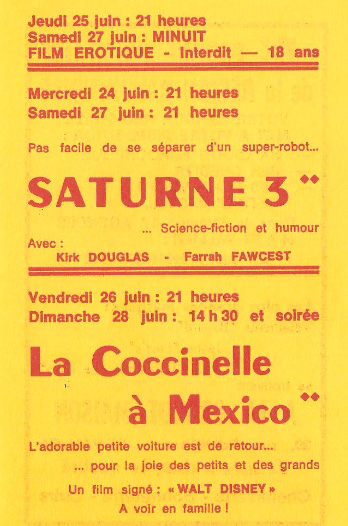 Jeudi 25 juin : 21 heures
Samedi 27 juin : MINUIT
FILM EROTIQUE - Interdit — 18 ans
Mercredi 24 juin : 21 heures
Samedi 27 juin : 21 heures
Pas facile de se séparer d'un super-robot...
SATURNE 3 **
... Science-fiction et humour
Avec :
Kirk DOUGLAS - Farrah FAWCEST
Vendredi 26 juin : 21 heures
Dimanche 28 juin : 14 h 30 et soirée
La Coccinelle
à Mexico **
L'adorable petite voiture est de retour...
... pour la joie des petits et des grands
Un film signé : « WALT DISNEY »
A voir en famille !